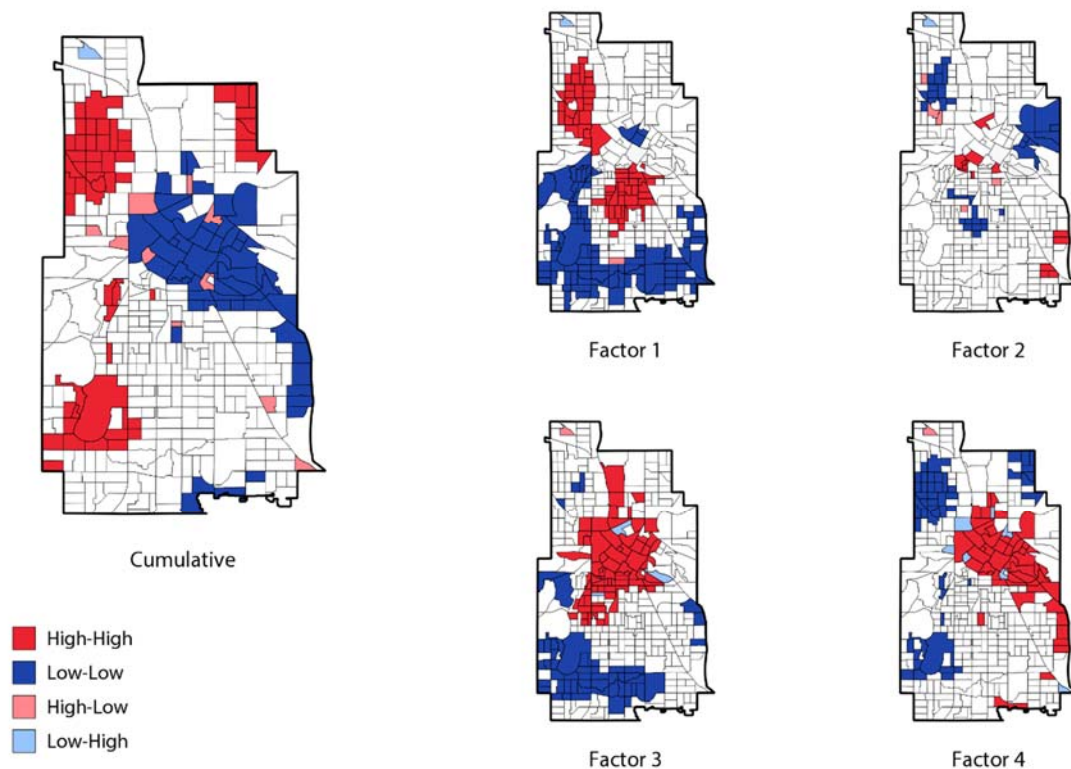 Cumulative
Factor 1
Factor 2
Factor 3
Factor 4
High-High
Low-Low
High-Low
Low-High